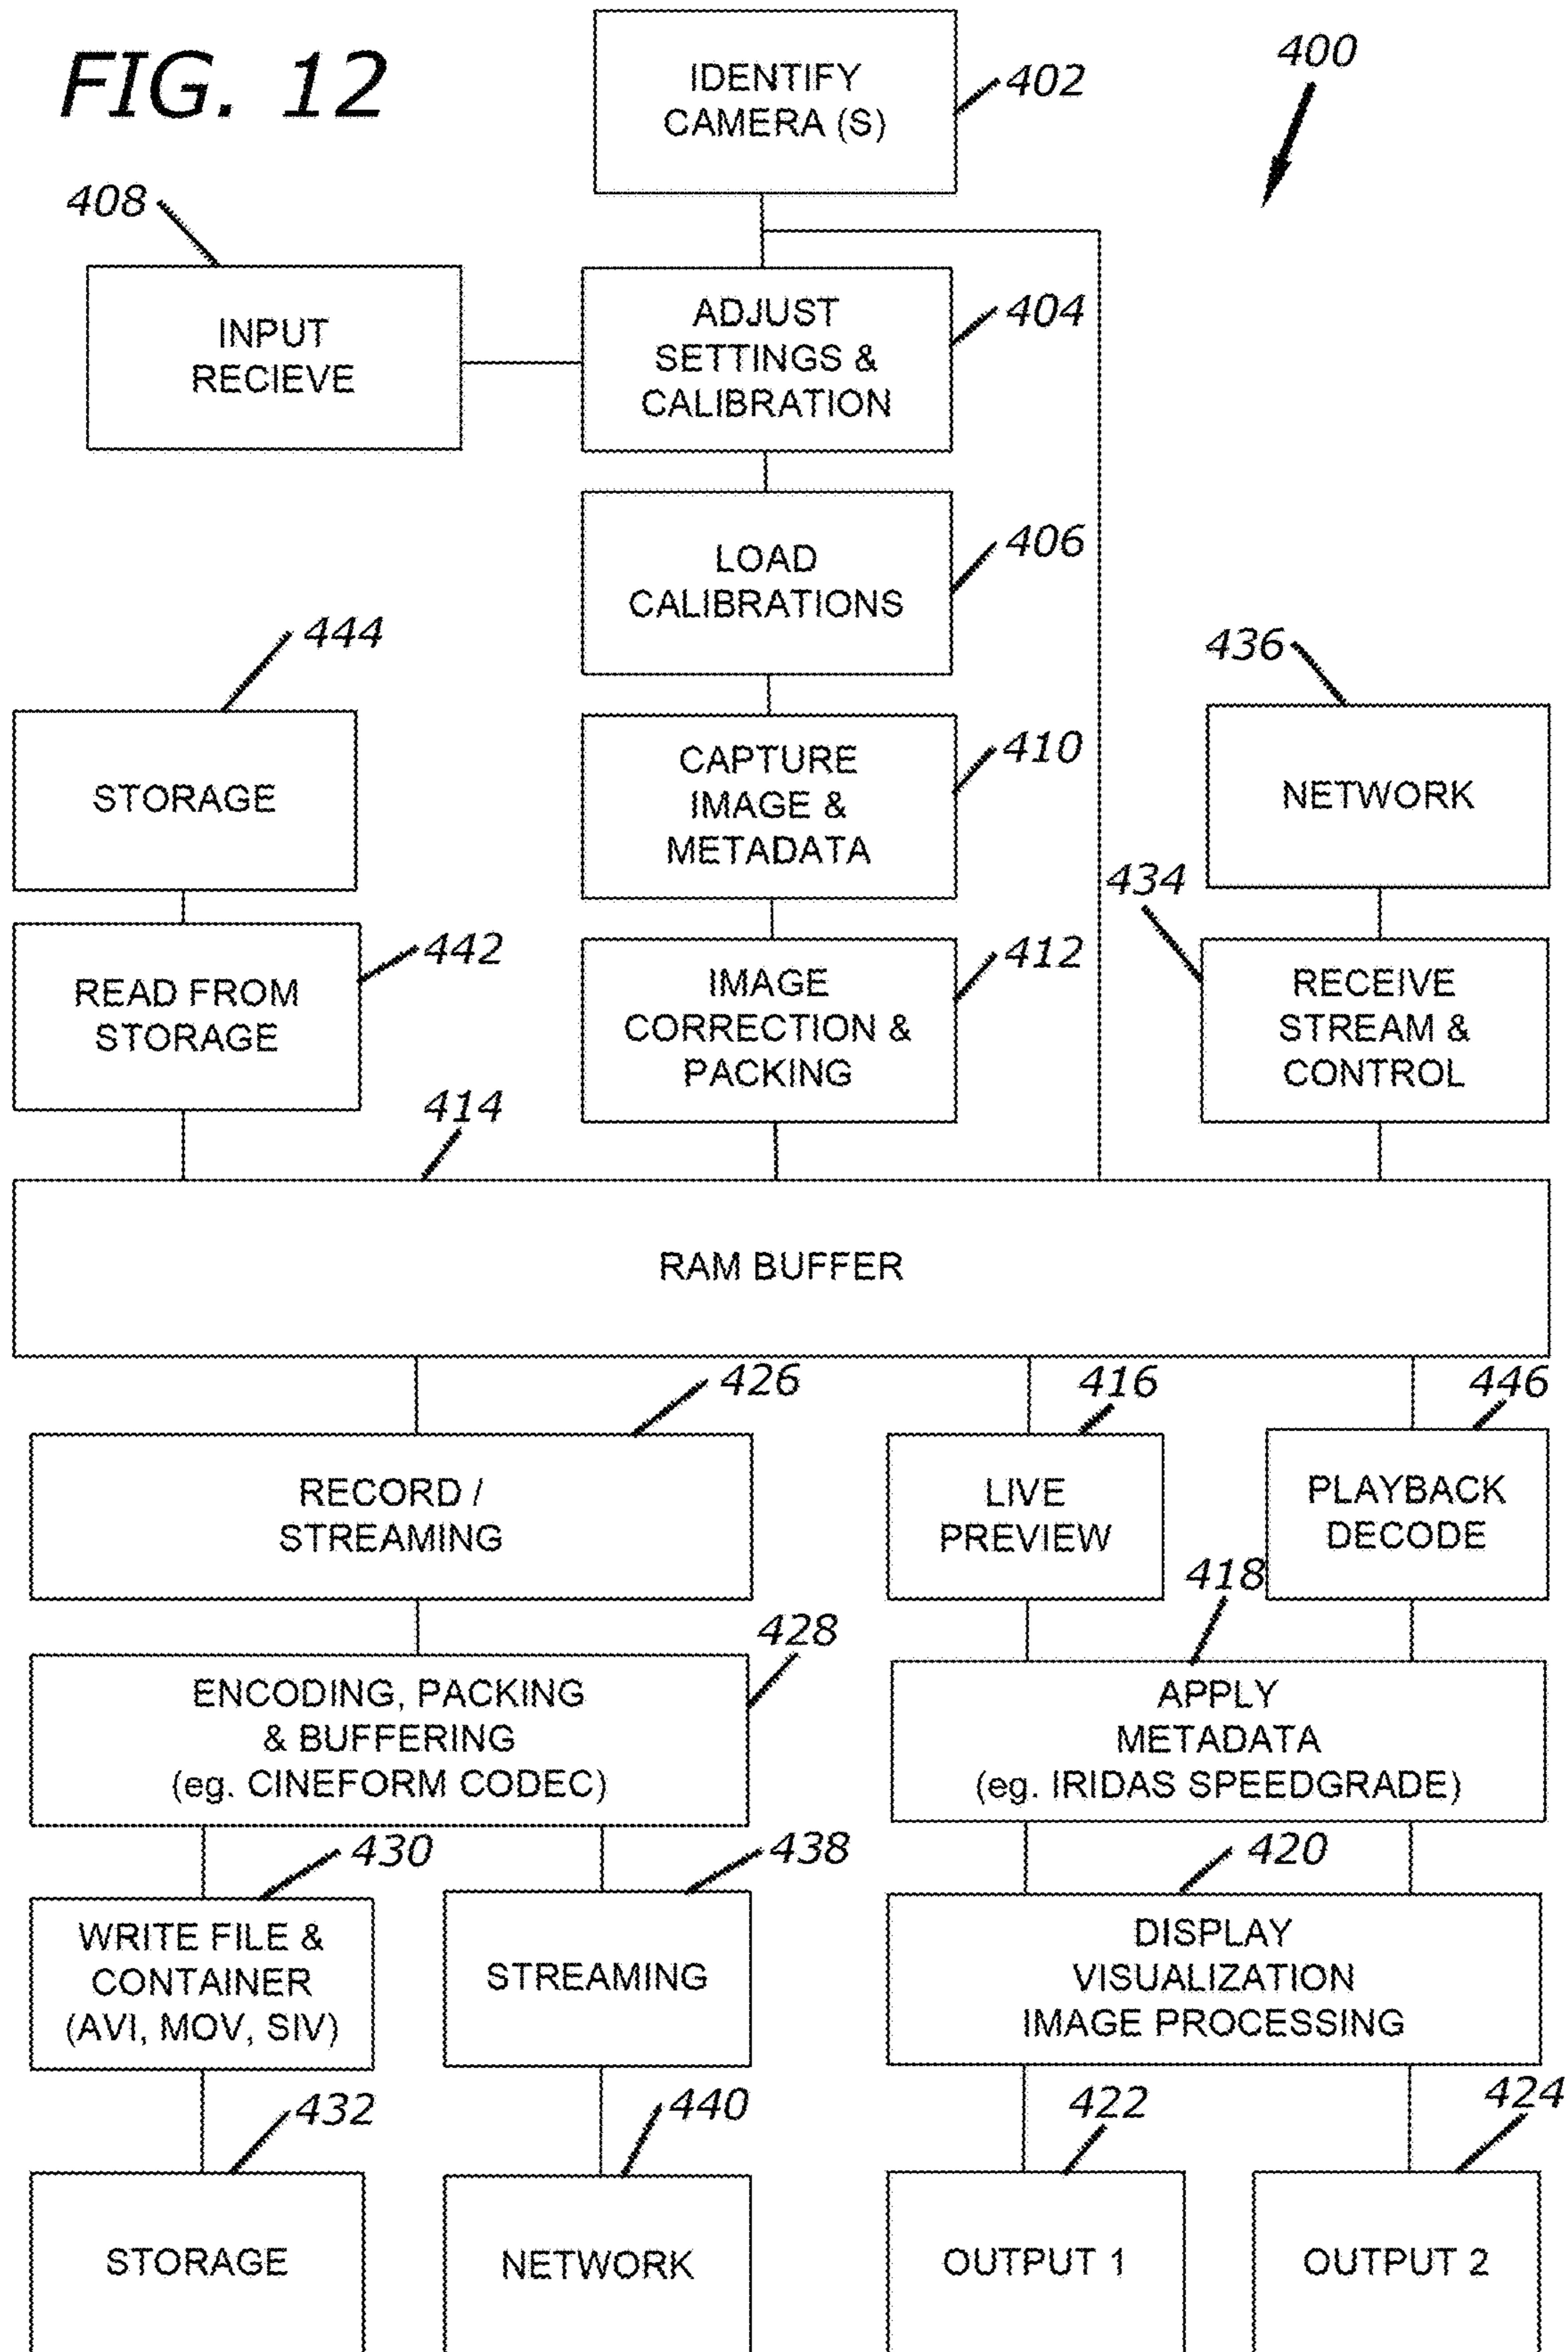 FIG. 12
400
IDENTIFY
CAMERA (S)
402
408
INPUT
RECIEVE
ADJUST
SETTINGS &
CALIBRATION
404
LOAD
CALIBRATIONS
406
444
STORAGE
CAPTURE
IMAGE &
METADATA
410
436
NETWORK
READ FROM
STORAGE
442
IMAGE
CORRECTION &
PACKING
412
434
RECEIVE
STREAM &
CONTROL
414
RAM BUFFER
426
RECORD /
STREAMING
416
LIVE
PREVIEW
446
PLAYBACK
DECODE
428
ENCODING, PACKING
& BUFFERING
(eg. CINEFORM CODEC)
418
APPLY
METADATA
(eg. IRIDAS SPEEDGRADE)
430
WRITE FILE &
CONTAINER
(AVI, MOV, SIV)
438
STREAMING
420
DISPLAY
VISUALIZATION
IMAGE PROCESSING
432
STORAGE
440
NETWORK
422
OUTPUT 1
424
OUTPUT 2